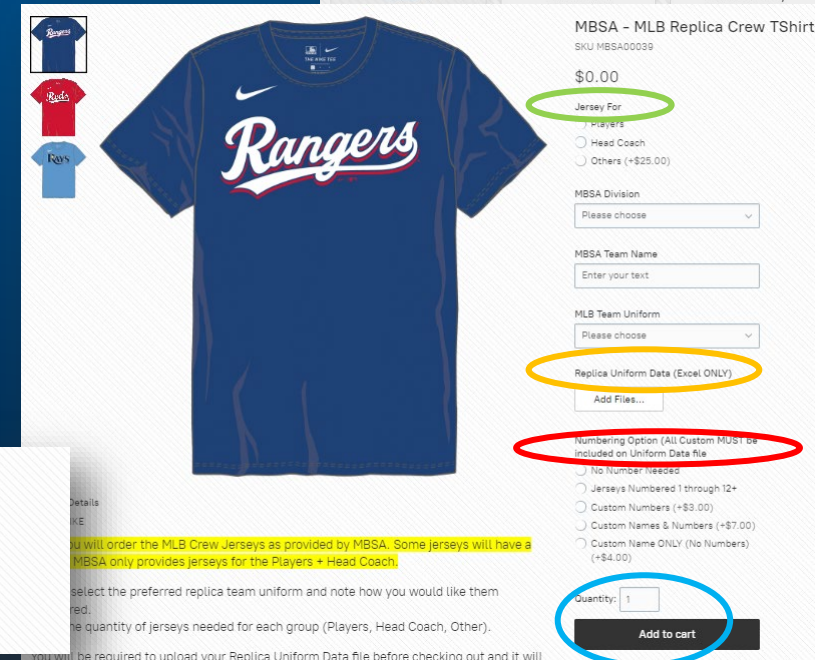 MBSA - MLB Replica Crew TShirt
SKU MBSA00039
$0.00
Jersey For
Players
Head Coach
Others (+$25.00)
MBSA Division
Please choose
MBSA Team Name
Enter your text
MLB Team Uniform
Please choose
Replica Uniform Data (Excel ONLY)
Add Files...
Numbering Option (All Custom MUST be
included on Uniform Data file
No Number Needed
Jerseys Numbered 1 through 12+
Custom Numbers (+$3.00)
Custom Names & Numbers (+$7.00)
Custom Name ONLY (No Numbers)
(+$4.00)
Quantity: 1
Add to cart
Rangers
Reds
RAYS
THE NIKE TEE
Rangers
Details
will order the MLB Crew Jerseys as provided by MBSA. Some jerseys will have a
MBSA only provides jerseys for the Players + Head Coach.
select the preferred replica team uniform and note how you would like them
quantity of jerseys needed for each group (Players, Head Coach, Other).
You will be required to upload your Replica Uniform Data file before checking out and it will